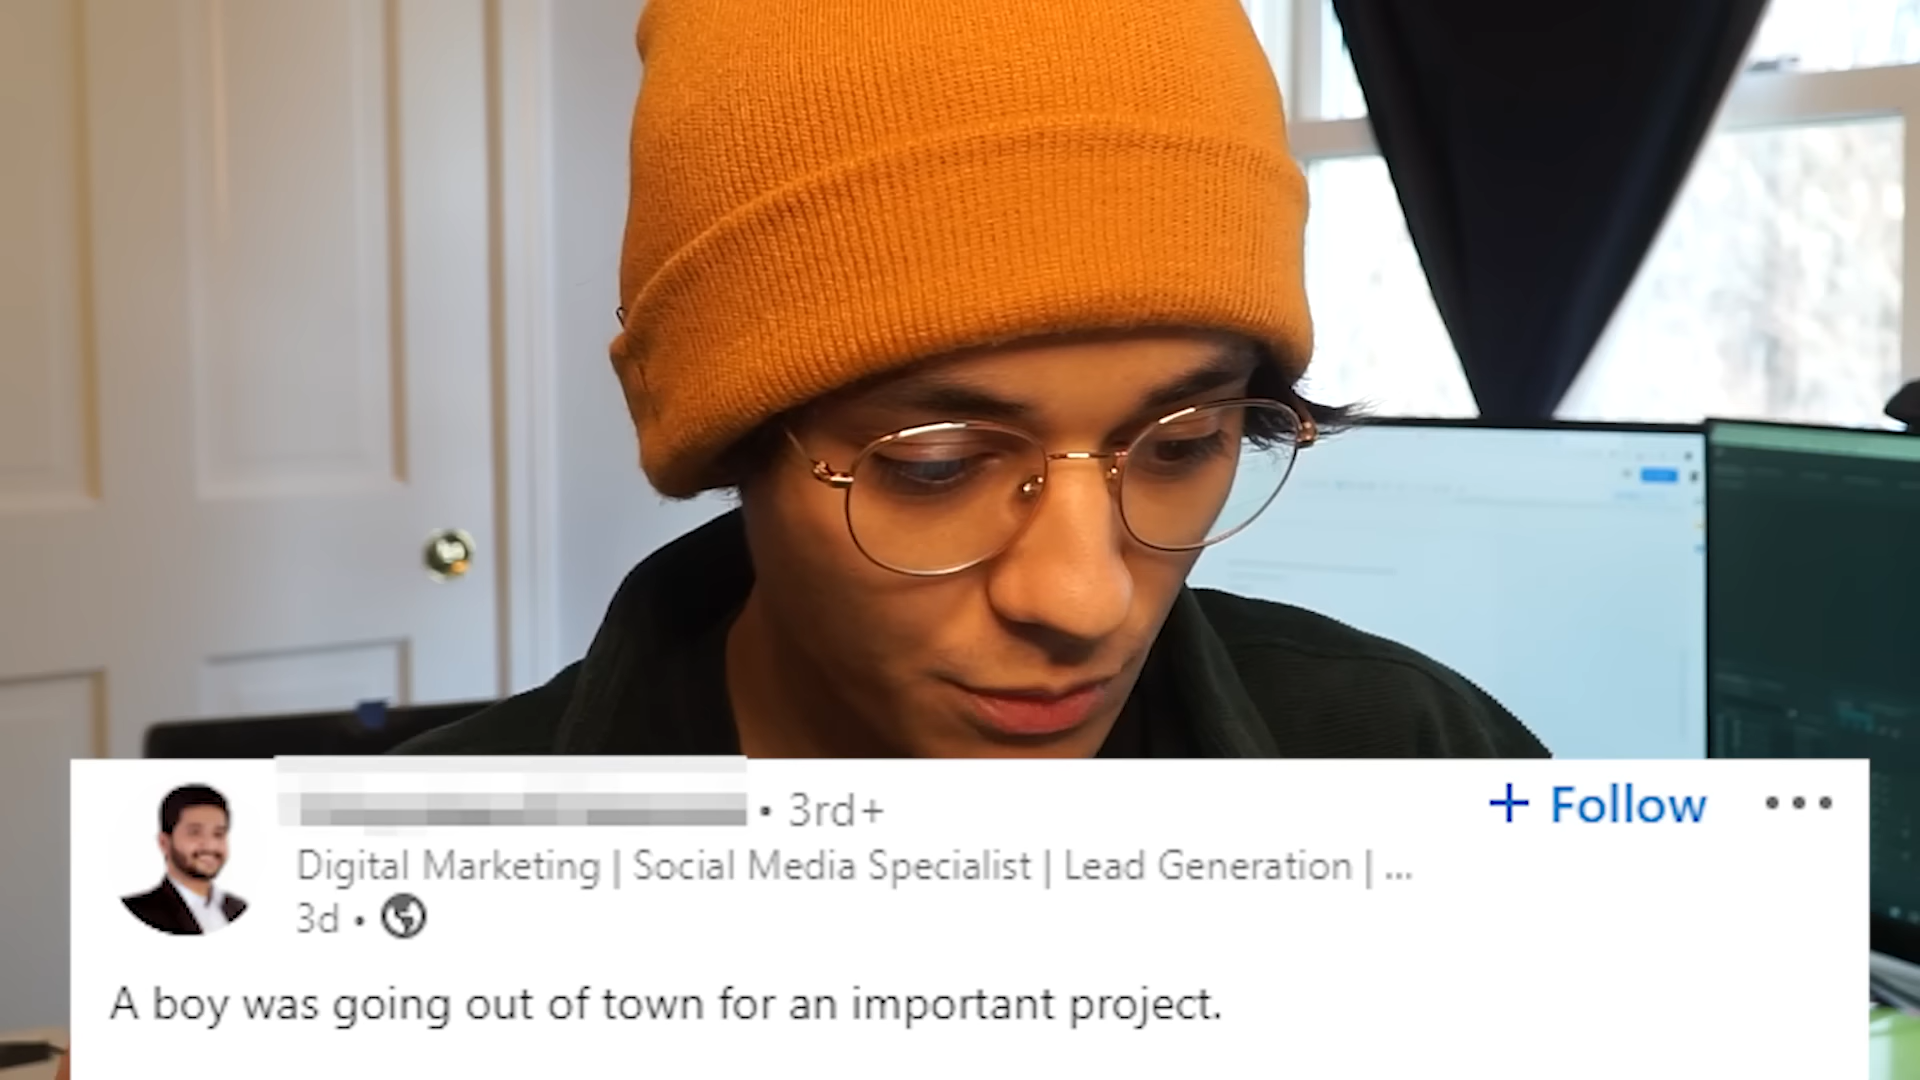 • 3rd+
+ Follow
Digital Marketing | Social Media Specialist | Lead Generation | ...
3d •
A boy was going out of town for an important project.